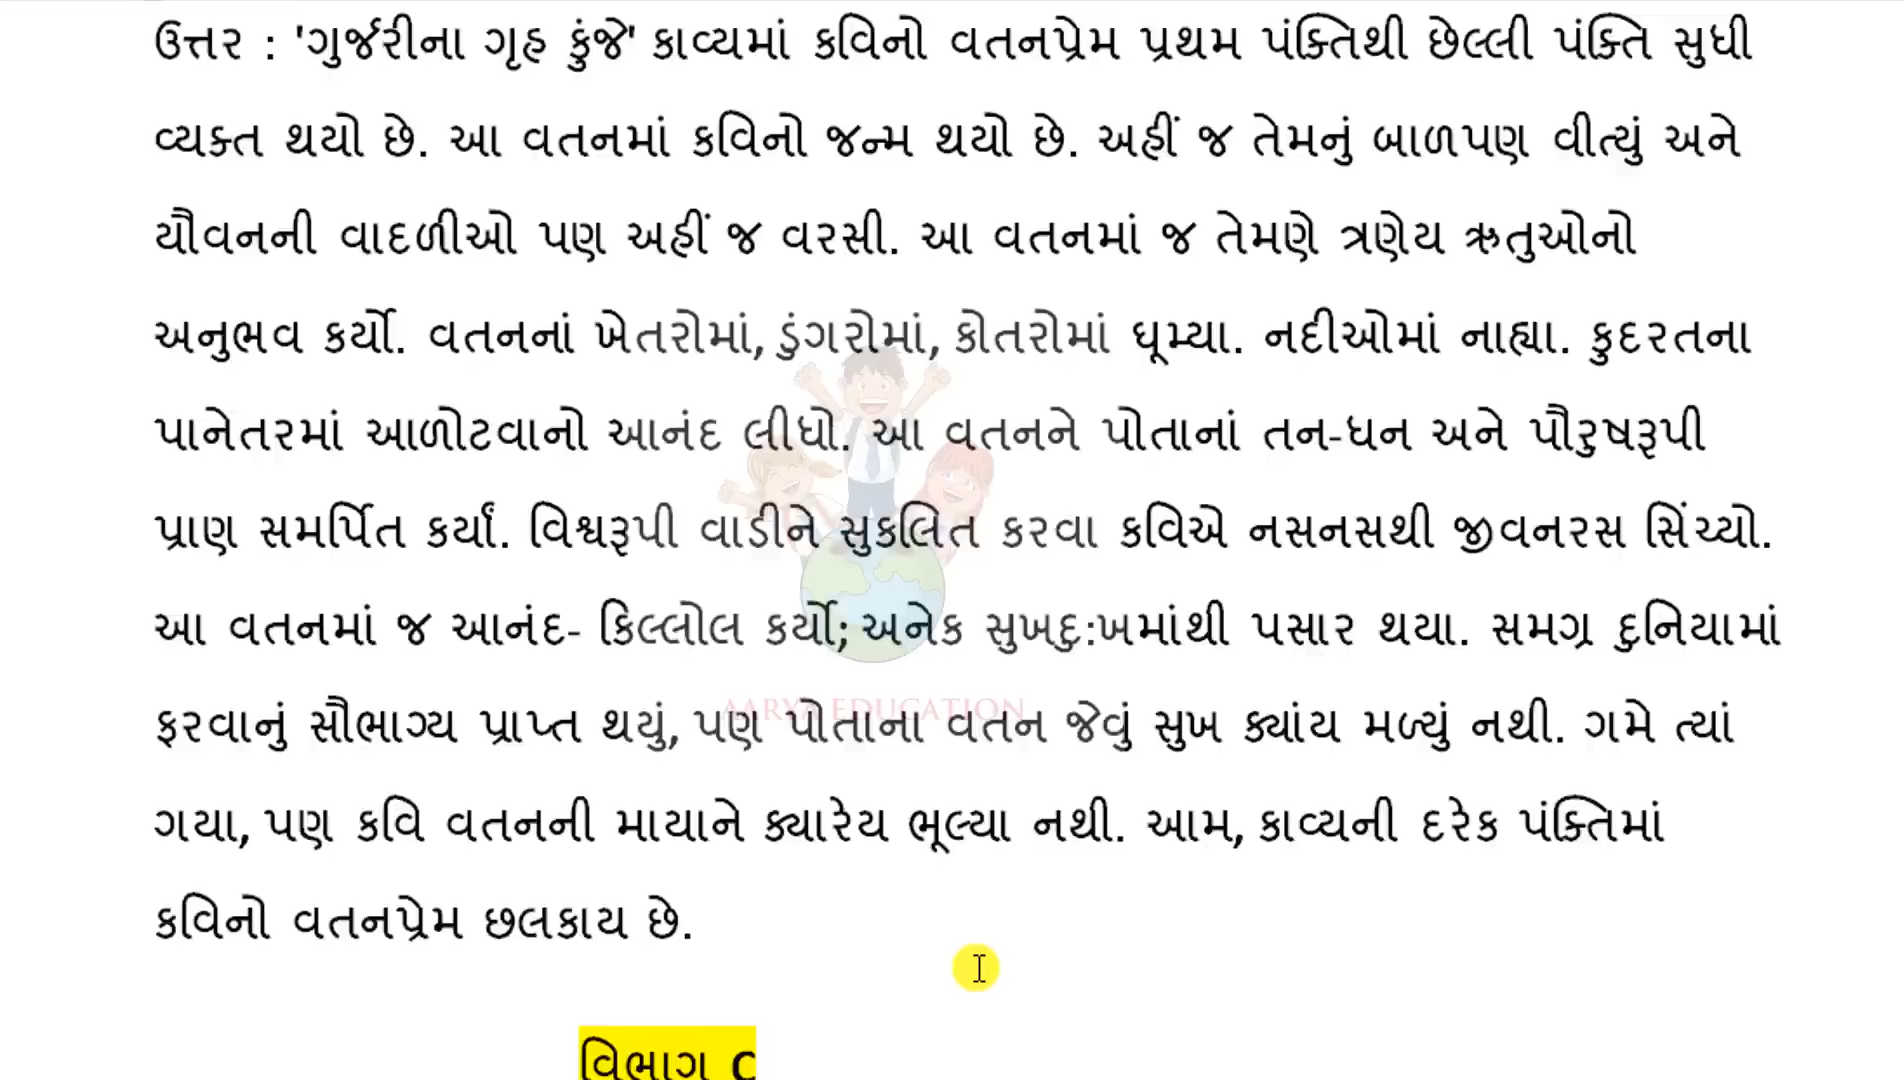 ઉત્તર : 'ગુર્જરીના ગૃહ કુંજે' કાવ્યમાં કવિનો વતનપ્રેમ પ્રથમ પંક્તિથી છેલ્લી પંક્તિ સુધી
વ્યક્ત થયો છે. આ વતનમાં કવિનો જન્મ થયો છે. અહીં જ તેમનું બાળપણ વીત્યું અને
યૌવનની વાદળીઓ પણ અહીં જ વરસી. આ વતનમાં જ તેમણે ત્રણેય ઋતુઓનો
અનુભવ કર્યો. વતનનાં ખેતરોમાં, ડુંગરોમાં, કોતરોમાં ઘૂમ્યા. નદીઓમાં નાહ્યા. કુદરતના
પાનેતરમાં આળોટવાનો આનંદ લીધો. આ વતનને પોતાનાં તન-ધન અને પૌરુષરૂપી
પ્રાણ સમર્પિત કર્યાં. વિશ્વરૂપી વાડીને સુકલિત કરવા કવિએ નસનસથી જીવનરસ સિંચ્યો.
આ વતનમાં જ આનંદ- કિલ્લોલ કર્યો; અનેક સુખદુ:ખમાંથી પસાર થયા. સમગ્ર દુનિયામાં
ફરવાનું સૌભાગ્ય પ્રાપ્ત થયું, પણ પોતાના વતન જેવું સુખ ક્યાંય મળ્યું નથી. ગમે ત્યાં
AARYA EDUCATION
ગયા, પણ કવિ વતનની માયાને ક્યારેય ભૂલ્યા નથી. આમ, કાવ્યની દરેક પંક્તિમાં
કવિનો વતનપ્રેમ છલકાય છે.
વિભાગ C